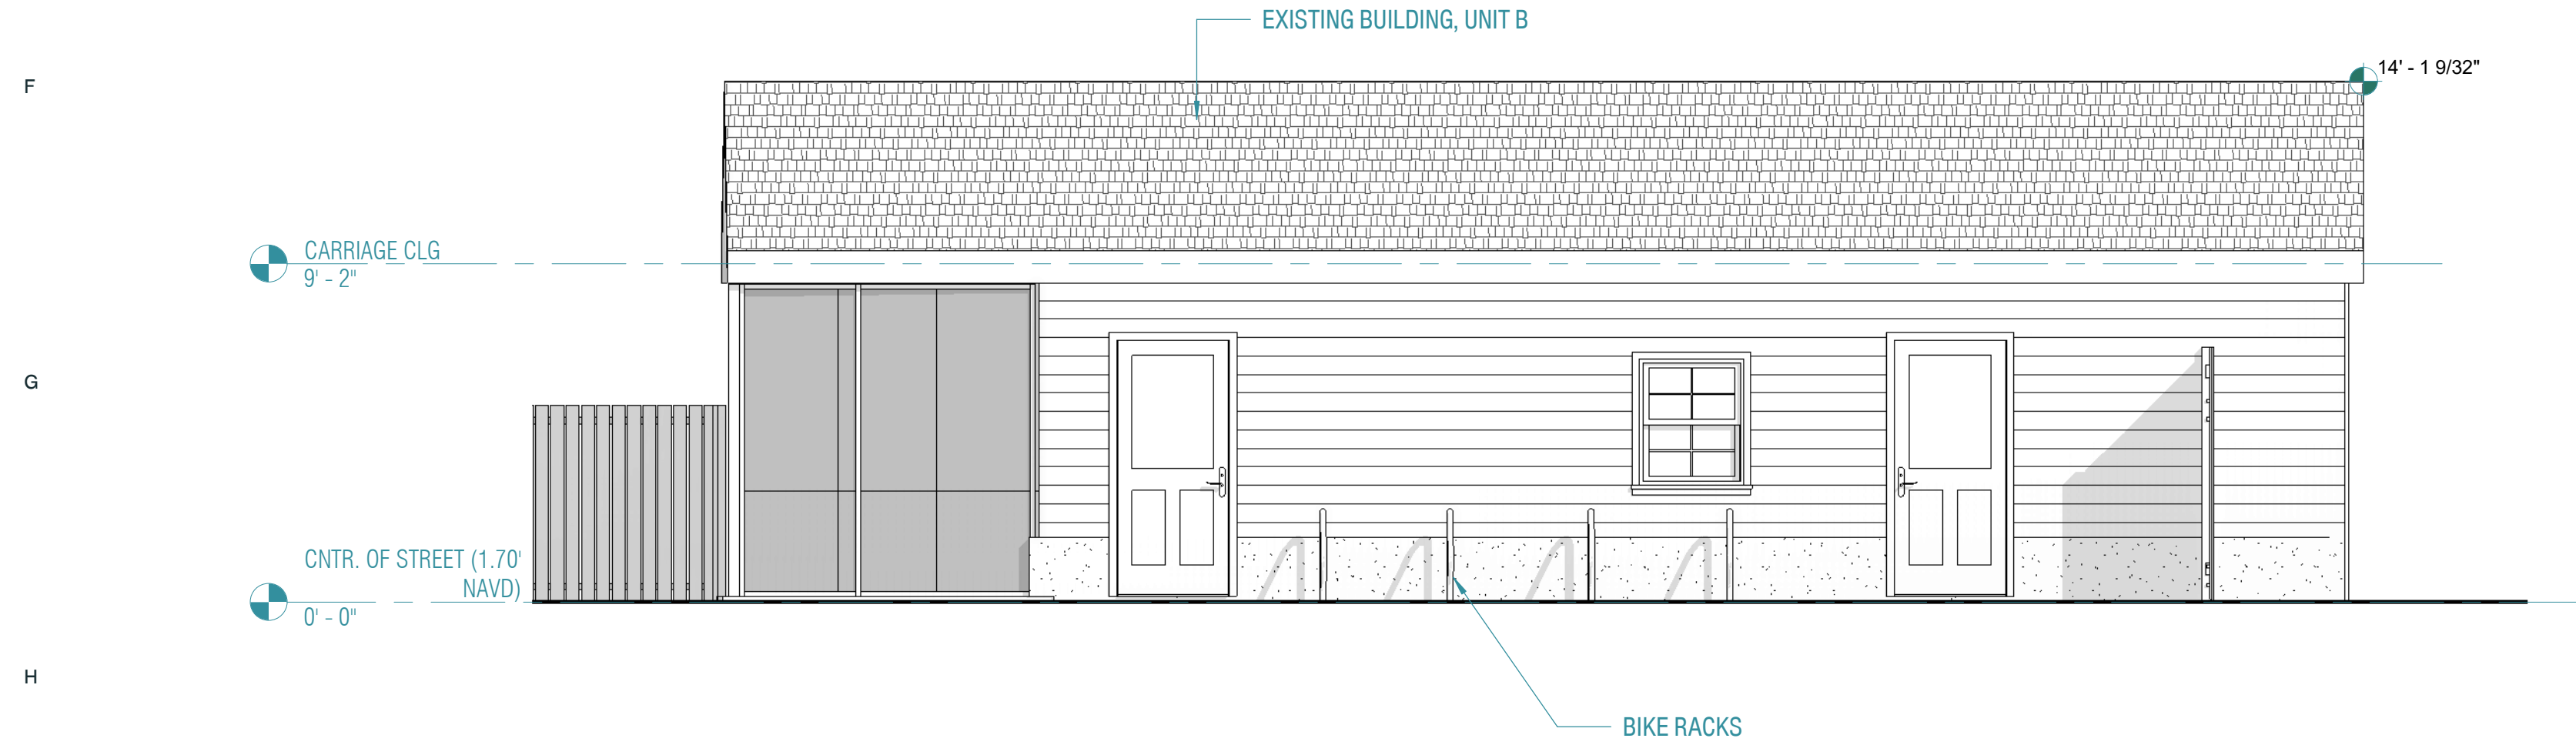 EXISTING BUILDING, UNIT B
F
14' - 1 9/32"
CARRIAGE CLG
9' - 2"
G
CNTR. OF STREET (1.70'
NAVD)
0' - 0"
H
BIKE RACKS